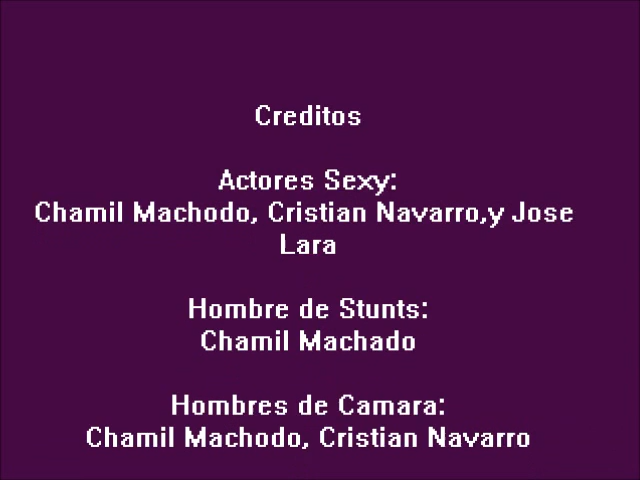 Creditos
Actores Sexy:
Chamil Machodo, Cristian Navarro,y Jose
Lara
Hombre de Stunts:
Chamil Machado
Hombres de Camara:
Chamil Machodo, Cristian Navarro